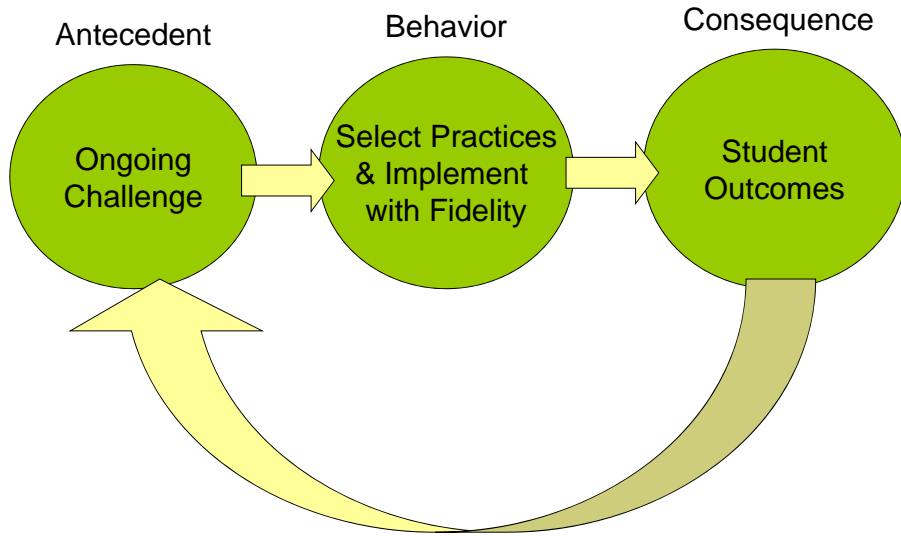 Antecedent
Behavior
Consequence
Ongoing
Challenge
Select Practices
& Implement
with Fidelity
Student
Outcomes